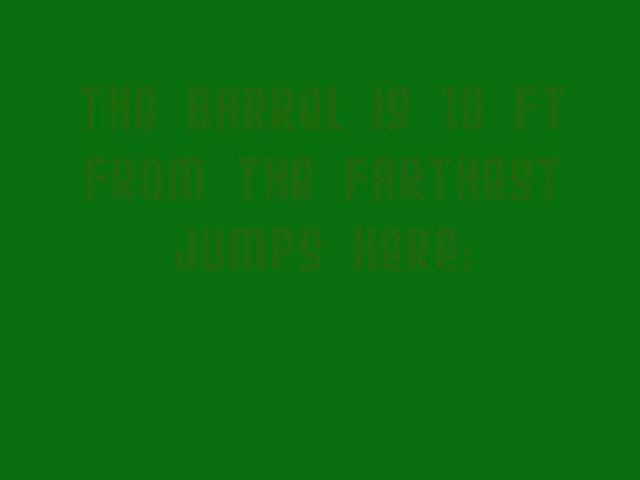 THE BARREL IS 10 FT
FROM THE FARTHEST
JUMPS HERE: